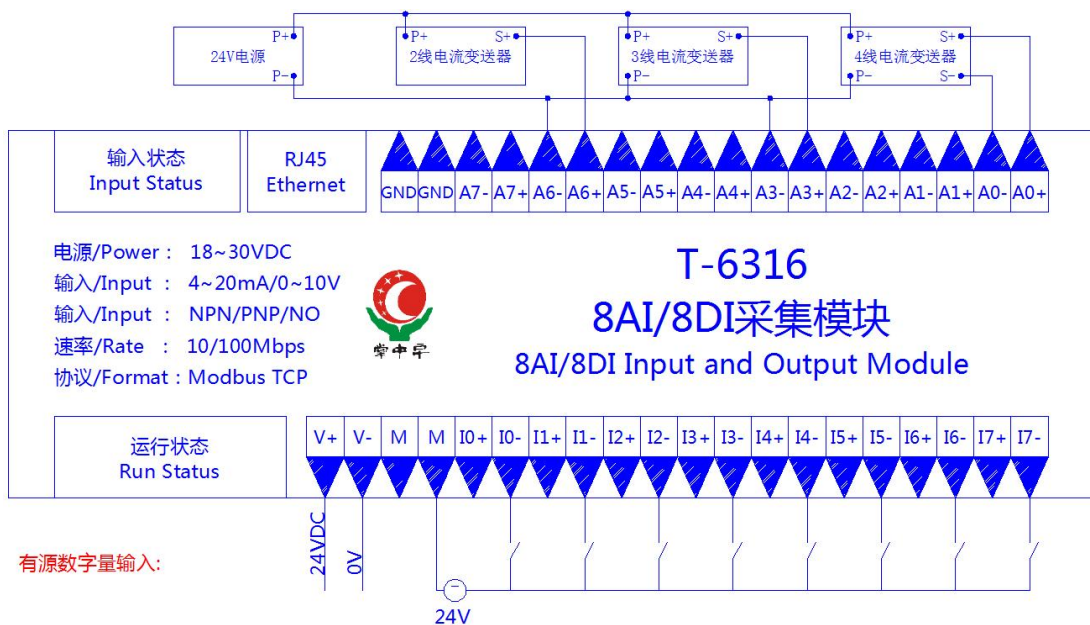 P+ P+ S+ P+ S+ P+ S+
24V电源 2线电流变送器 3线电流变送器 4线电流变送器
P- P- P- S-
输入状态
Input Status
RJ45
Ethernet
GND GND A7- A7+ A6- A6+ A5- A5+ A4- A4+ A3- A3+ A2- A2+ A1- A1+ A0- A0+
电源/Power : 18~30VDC
输入/Input : 4~20mA/0~10V
输入/Input : NPN/PNP/NO
速率/Rate : 10/100Mbps
协议/Format : Modbus TCP
掌中早
T-6316
8AI/8DI采集模块
8AI/8DI Input and Output Module
运行状态
Run Status
V+ V- M M I0+ I0- I1+ I1- I2+ I2- I3+ I3- I4+ I4- I5+ I5- I6+ I6- I7+ I7-
24VDC
0V
有源数字量输入:
24V